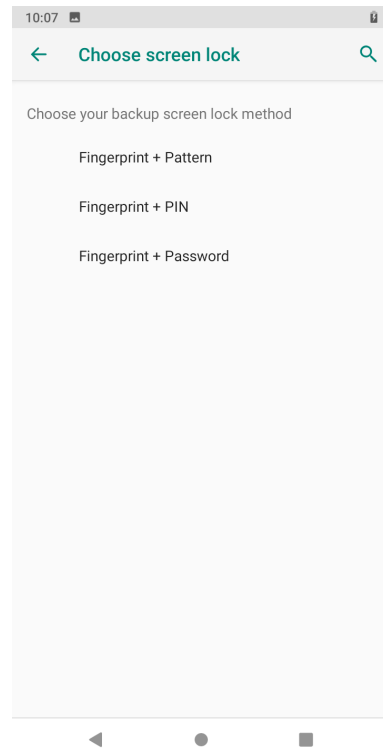 10:07
Choose screen lock
Choose your backup screen lock method
Fingerprint + Pattern
Fingerprint + PIN
Fingerprint + Password